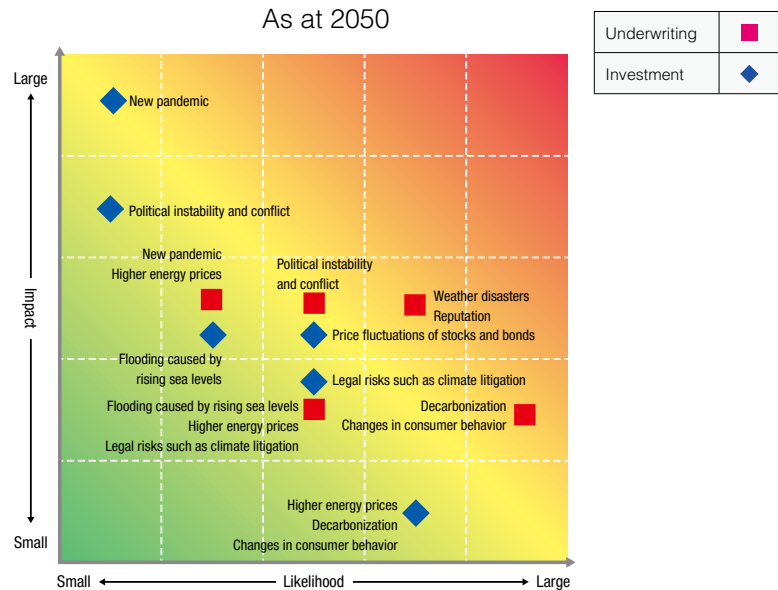 As at 2050
Underwriting
Investment
Large
New pandemic
Political instability and conflict
New pandemic
Higher energy prices
Political instability
and conflict
Weather disasters
Reputation
Impact
Price fluctuations of stocks and bonds
Flooding caused by
rising sea levels
Legal risks such as climate litigation
Flooding caused by rising sea levels
Higher energy prices
Legal risks such as climate litigation
Decarbonization
Changes in consumer behavior
Higher energy prices
Decarbonization
Changes in consumer behavior
Small
Small
Likelihood
Large